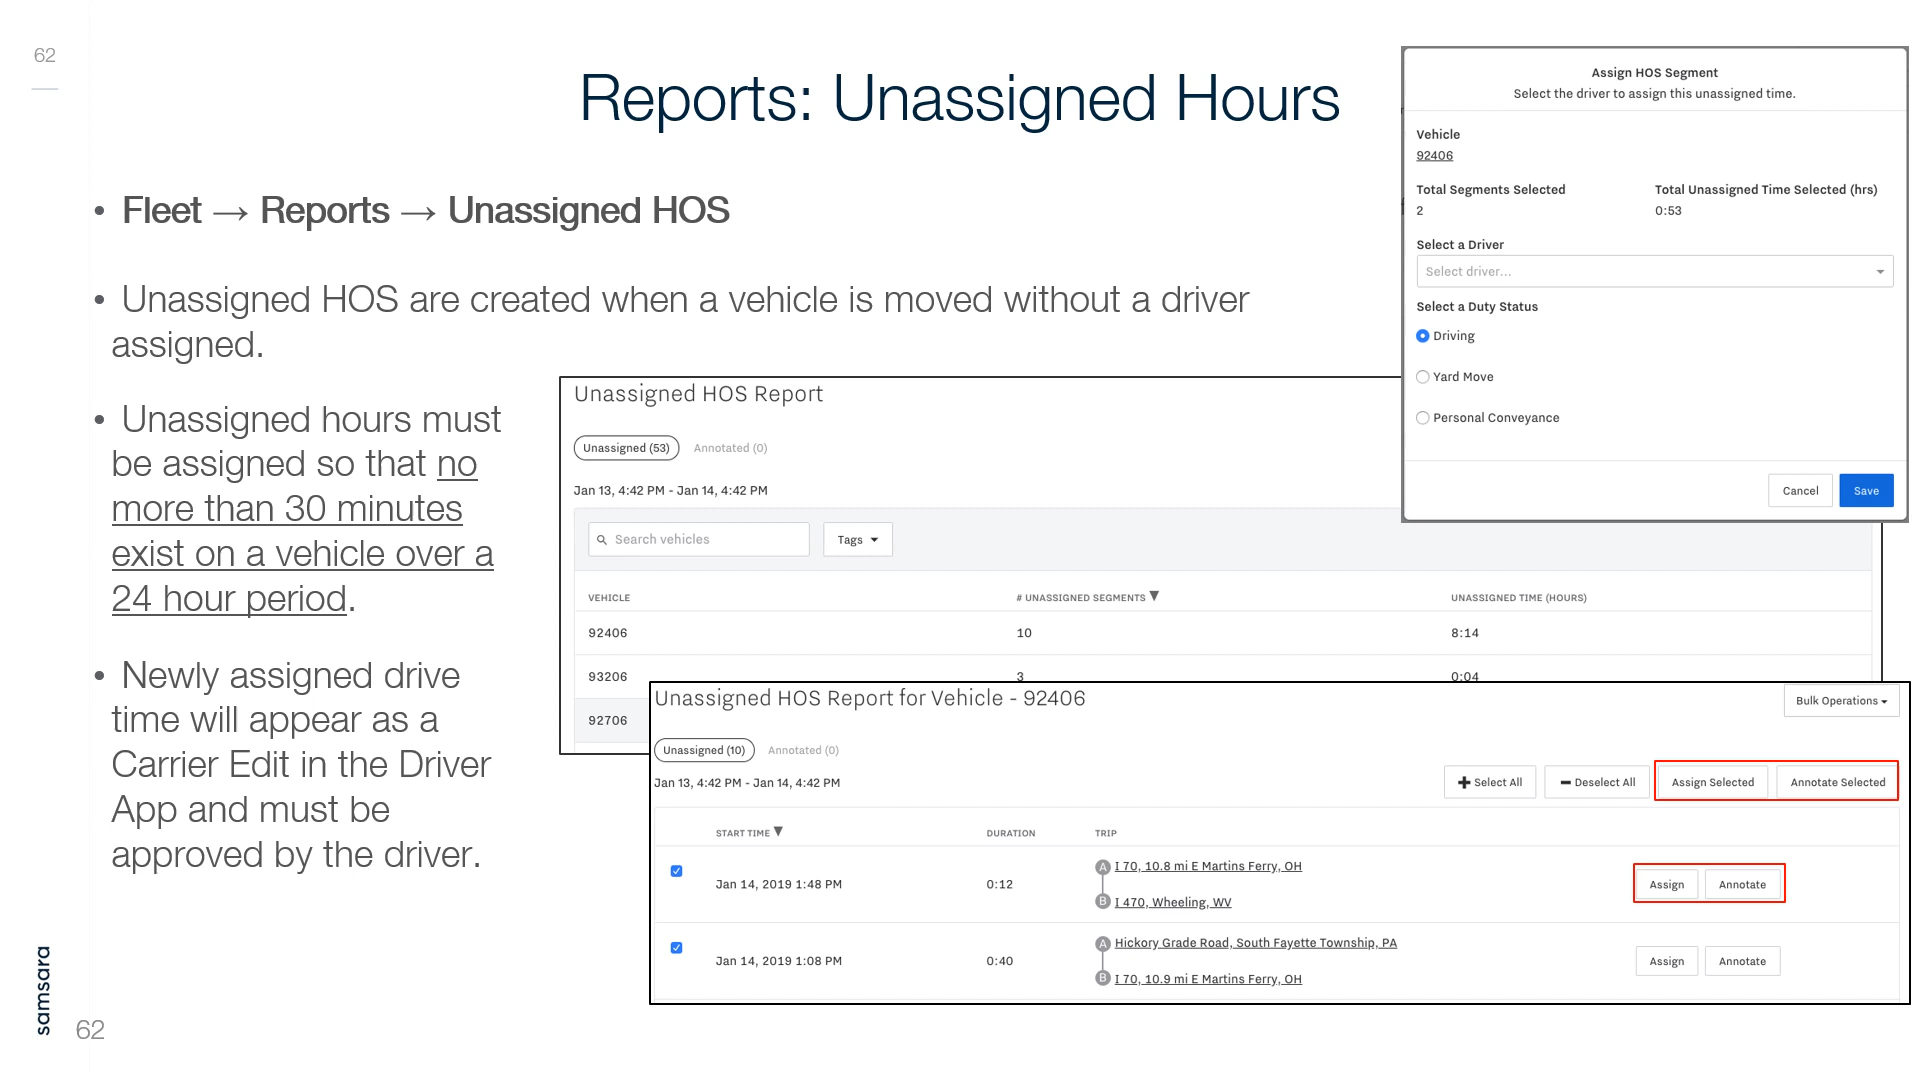 62
Reports: Unassigned Hours
• Fleet → Reports → Unassigned HOS
• Unassigned HOS are created when a vehicle is moved without a driver
assigned.
• Unassigned hours must
be assigned so that no
more than 30 minutes
exist on a vehicle over a
24 hour period.
• Newly assigned drive
time will appear as a
Carrier Edit in the Driver
App and must be
approved by the driver.
Assign HOS Segment
Select the driver to assign this unassigned time.
Vehicle
92406
Total Segments Selected Total Unassigned Time Selected (hrs)
2 0:53
Select a Driver
Select driver...
Select a Duty Status
Driving
Yard Move
Personal Conveyance
Cancel Save
Unassigned HOS Report
Unassigned (53) Annotated (0)
Jan 13, 4:42 PM - Jan 14, 4:42 PM
Search vehicles Tags
VEHICLE # UNASSIGNED SEGMENTS UNASSIGNED TIME (HOURS)
92406 10 8:14
93206 3 0:04
92706
Unassigned HOS Report for Vehicle - 92406
Bulk Operations
Unassigned (10) Annotated (0)
Jan 13, 4:42 PM - Jan 14, 4:42 PM
Select All Deselect All Assign Selected Annotate Selected
START TIME DURATION TRIP
A I 70, 10.8 mi E Martins Ferry, OH
Jan 14, 2019 1:48 PM 0:12 Assign Annotate
B I 470, Wheeling, WV
A Hickory Grade Road, South Fayette Township, PA
Jan 14, 2019 1:08 PM 0:40 Assign Annotate
B I 70, 10.9 mi E Martins Ferry, OH
samsara
62